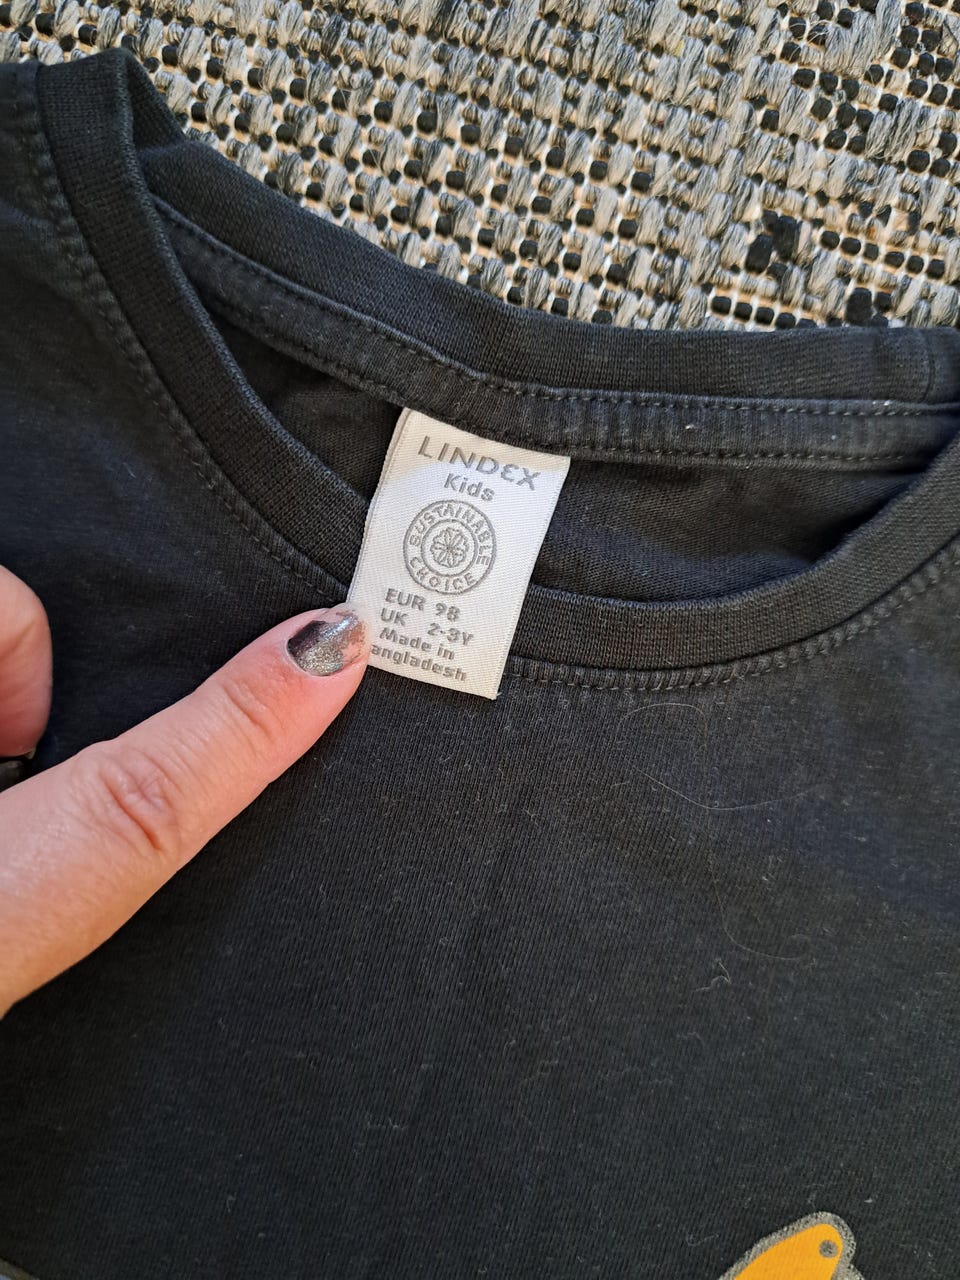 LINDEX
Kids
SUSTAINABLE
CHOICE
EUR 98
UK 2-3Y
Made in
angladesh